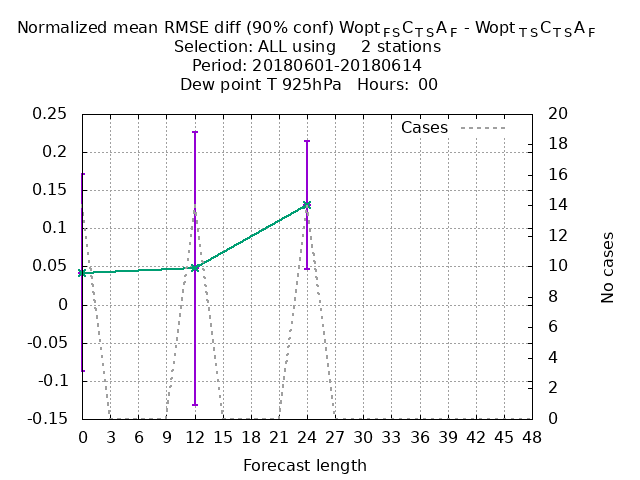 Normalized mean RMSE diff (90% conf) Wopt FS C TS A F - Wopt TS C TS A F
Selection: ALL using 2 stations
Period: 20180601-20180614
Dew point T 925hPa Hours: 00
Cases
0.25
0.2
0.15
0.1
0.05
0
-0.05
-0.1
-0.15
20
18
16
14
12
10
8
6
4
2
0
No cases
0 3 6 9 12 15 18 21 24 27 30 33 36 39 42 45 48
Forecast length